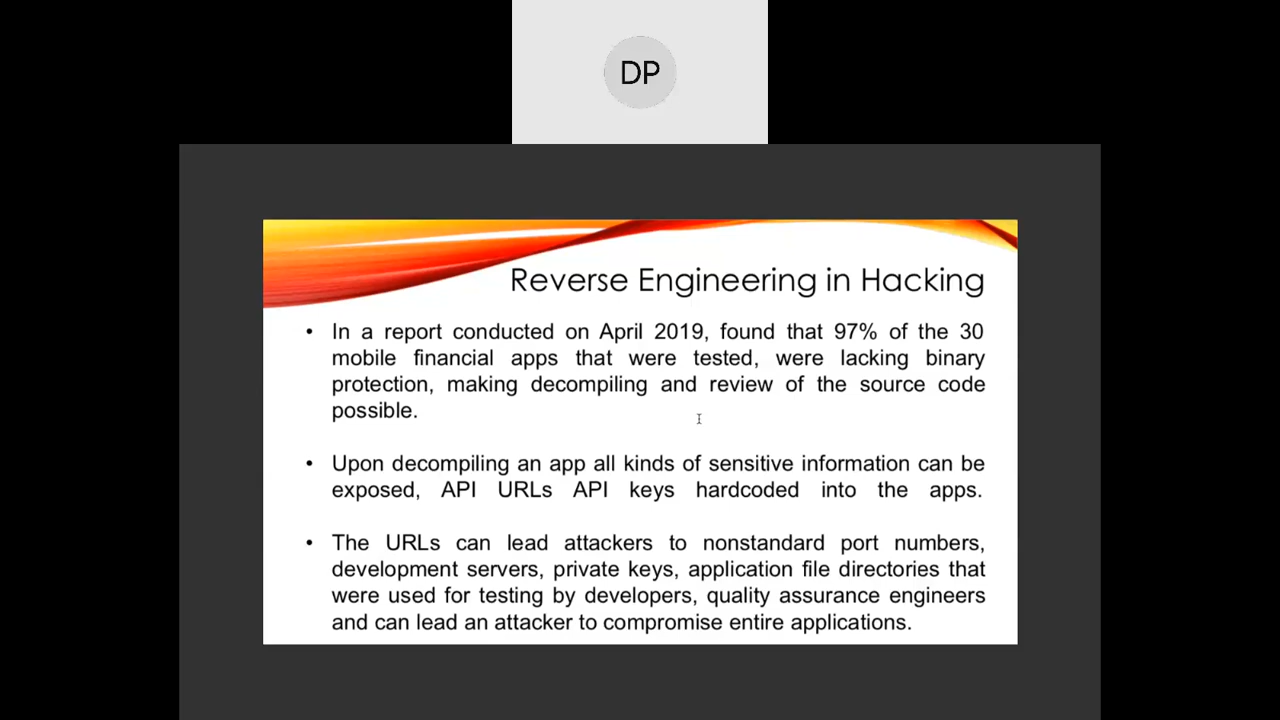 DP
Reverse Engineering in Hacking
• In a report conducted on April 2019, found that 97% of the 30
mobile financial apps that were tested, were lacking binary
protection, making decompiling and review of the source code
possible.
• Upon decompiling an app all kinds of sensitive information can be
exposed, API URLs API keys hardcoded into the apps.
• The URLs can lead attackers to nonstandard port numbers,
development servers, private keys, application file directories that
were used for testing by developers, quality assurance engineers
and can lead an attacker to compromise entire applications.